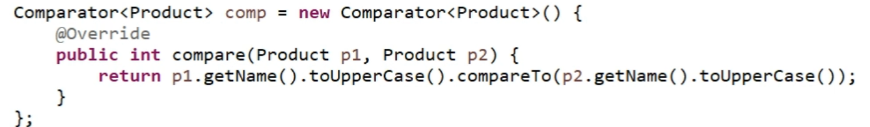 Comparator<Product> comp = new Comparator<Product>() {
    @Override
    public int compare(Product p1, Product p2) {
        return p1.getName().toUpperCase().compareTo(p2.getName().toUpperCase());
    }
};